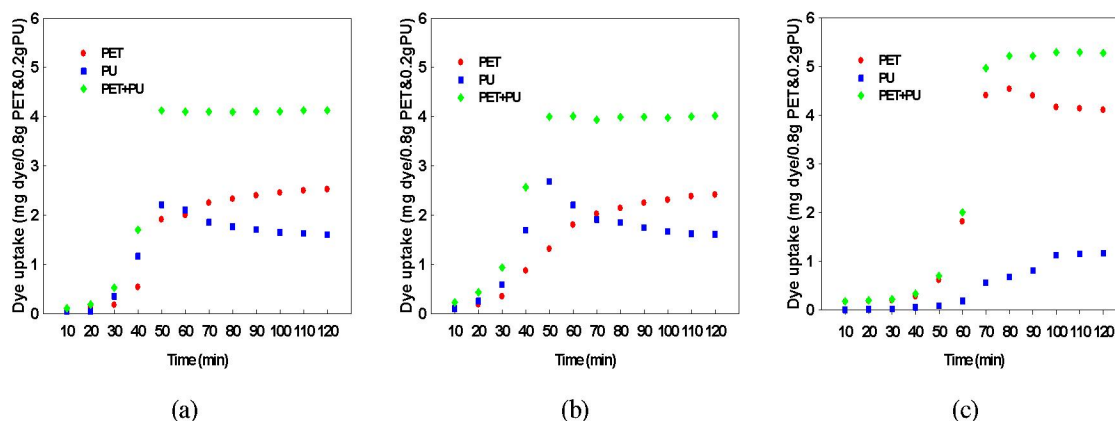 Dye uptake (mg dye/0.8g PET&0.2gPU)
6
5
4
3
2
1
0
PET
PU
PET+PU
10 20 30 40 50 60 70 80 90 100 110 120
Time (min)
(a)
Dye uptake (mg dye/0.8g PET&0.2gPU)
6
5
4
3
2
1
0
PET
PU
PET+PU
10 20 30 40 50 60 70 80 90 100 110 120
Time (min)
(b)
Dye uptake (mg dye/0.8g PET&0.2gPU)
6
5
4
3
2
1
0
PET
PU
PET+PU
10 20 30 40 50 60 70 80 90 100 110 120
Time (min)
(c)